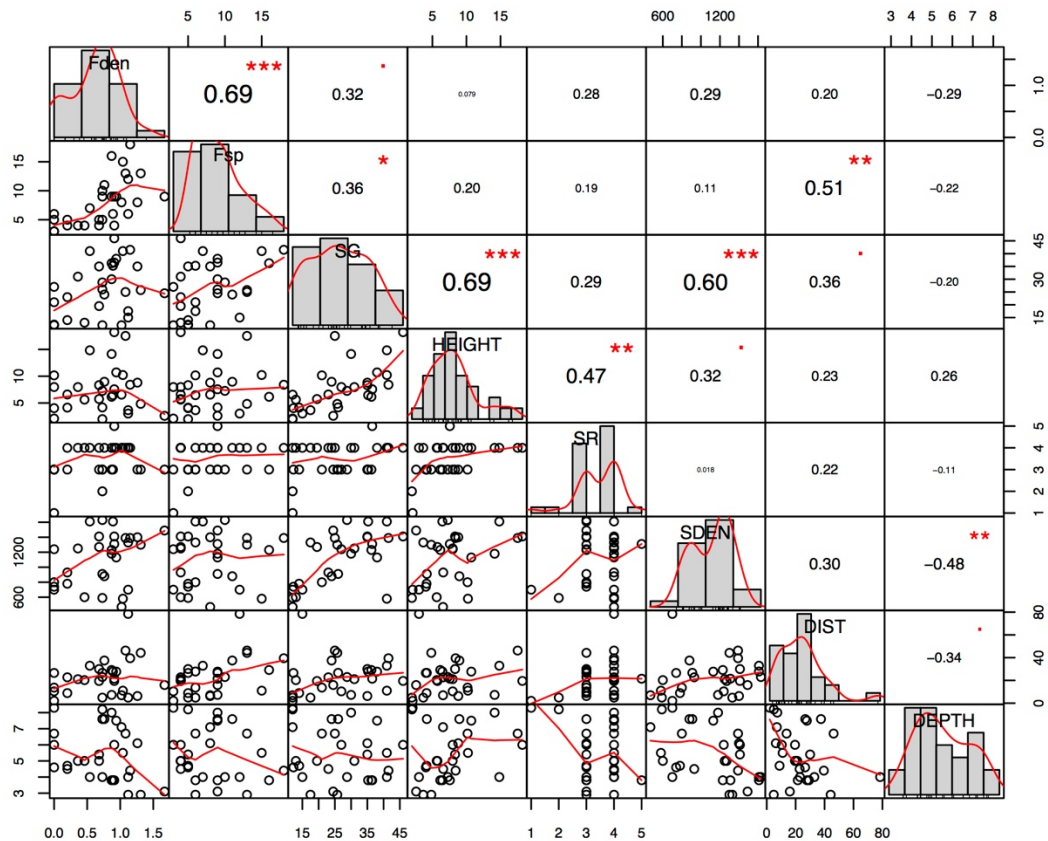 5 10 15 5 10 15 600 1200 3 4 5 6 7 8
Fden *** .
0.69 0.32 0.079 0.28 0.29 0.20 −0.29
1.0
0.0
Fsp * **
15
10
5
0.36 0.20 0.19 0.11 0.51 −0.22
SG *** *** .
0.69 0.29 0.60 0.36 −0.20
45
30
15
HEIGHT ** .
10
5
0.47 0.32 0.23 0.26
SR
0.018 0.22 −0.11
5
4
3
2
1
SDEN **
1200
600
0.30 −0.48
DIST .
−0.34
80
40
0
DEPTH
7
5
3
0.0 0.5 1.0 1.5 15 25 35 45 1 2 3 4 5 0 20 40 60 80